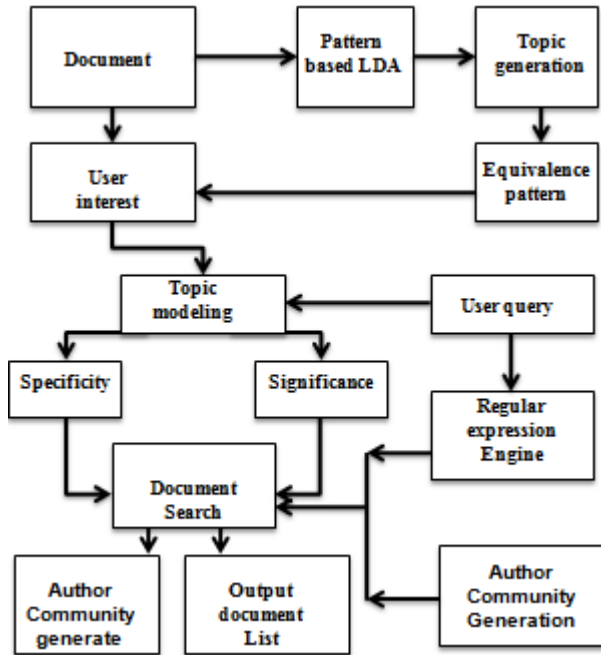 Document
Pattern
based LDA
Topic
generation
User
interest
Equivalence
pattern
Topic
modeling
User query
Specificity
Significance
Regular
expression
Engine
Document
Search
Author
Community
generate
Output
document
List
Author
Community
Generation